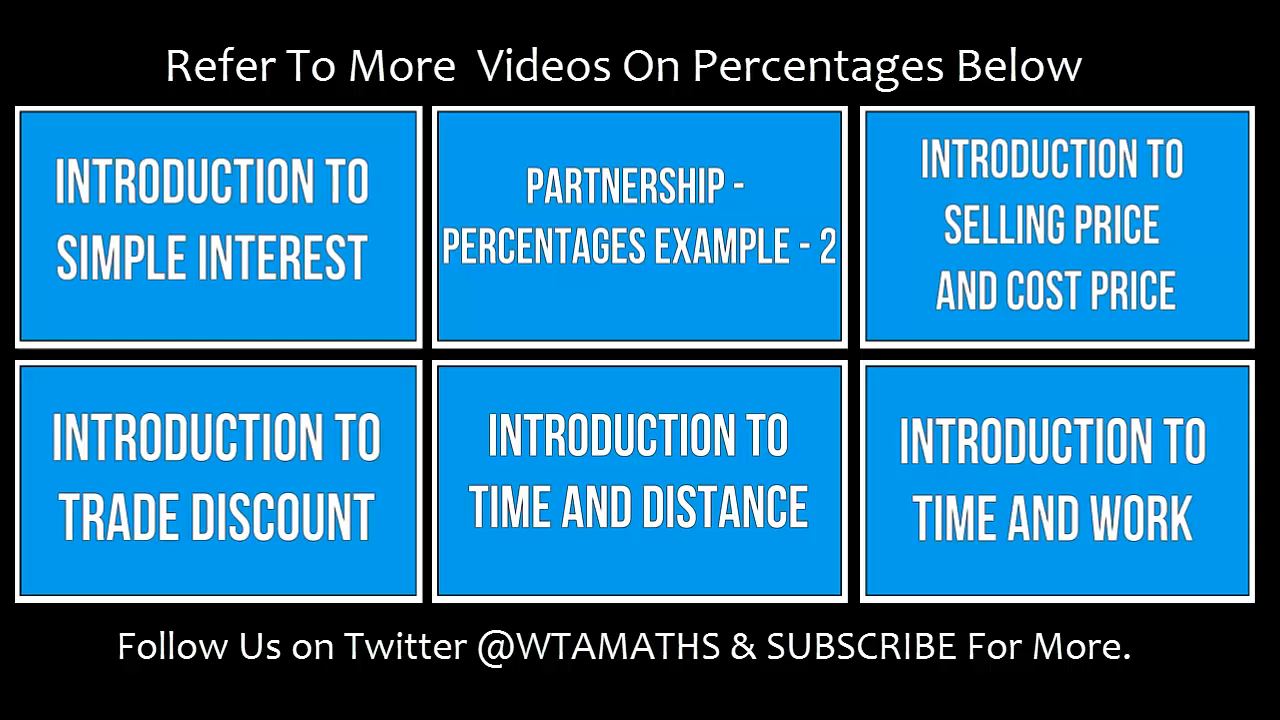 Refer To More Videos On Percentages Below
INTRODUCTION TO
SIMPLE INTEREST
PARTNERSHIP -
PERCENTAGES EXAMPLE - 2
INTRODUCTION TO
SELLING PRICE
AND COST PRICE
INTRODUCTION TO
TRADE DISCOUNT
INTRODUCTION TO
TIME AND DISTANCE
INTRODUCTION TO
TIME AND WORK
Follow Us on Twitter @WTAMATHS & SUBSCRIBE For More.